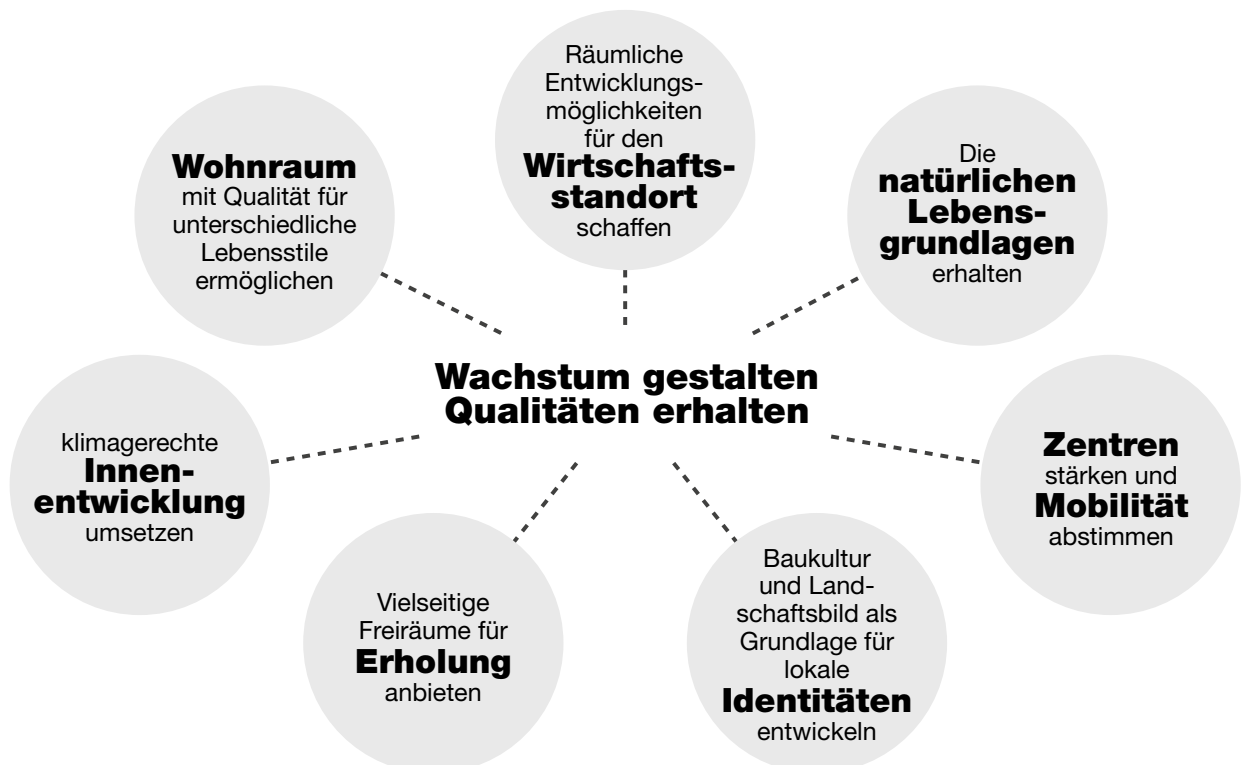 Räumliche
Entwicklungs-
möglichkeiten
für den
Wirtschafts-
standort
schaffen
Wohnraum
mit Qualität für
unterschiedliche
Lebensstile
ermöglichen
Die
natürlichen
Lebens-
grundlagen
erhalten
Wachstum gestalten
Qualitäten erhalten
klimagerechte
Innen-
entwicklung
umsetzen
Zentren
stärken und
Mobilität
abstimmen
Vielseitige
Freiräume für
Erholung
anbieten
Baukultur
und Land-
schaftsbild als
Grundlage für
lokale
Identitäten
entwickeln